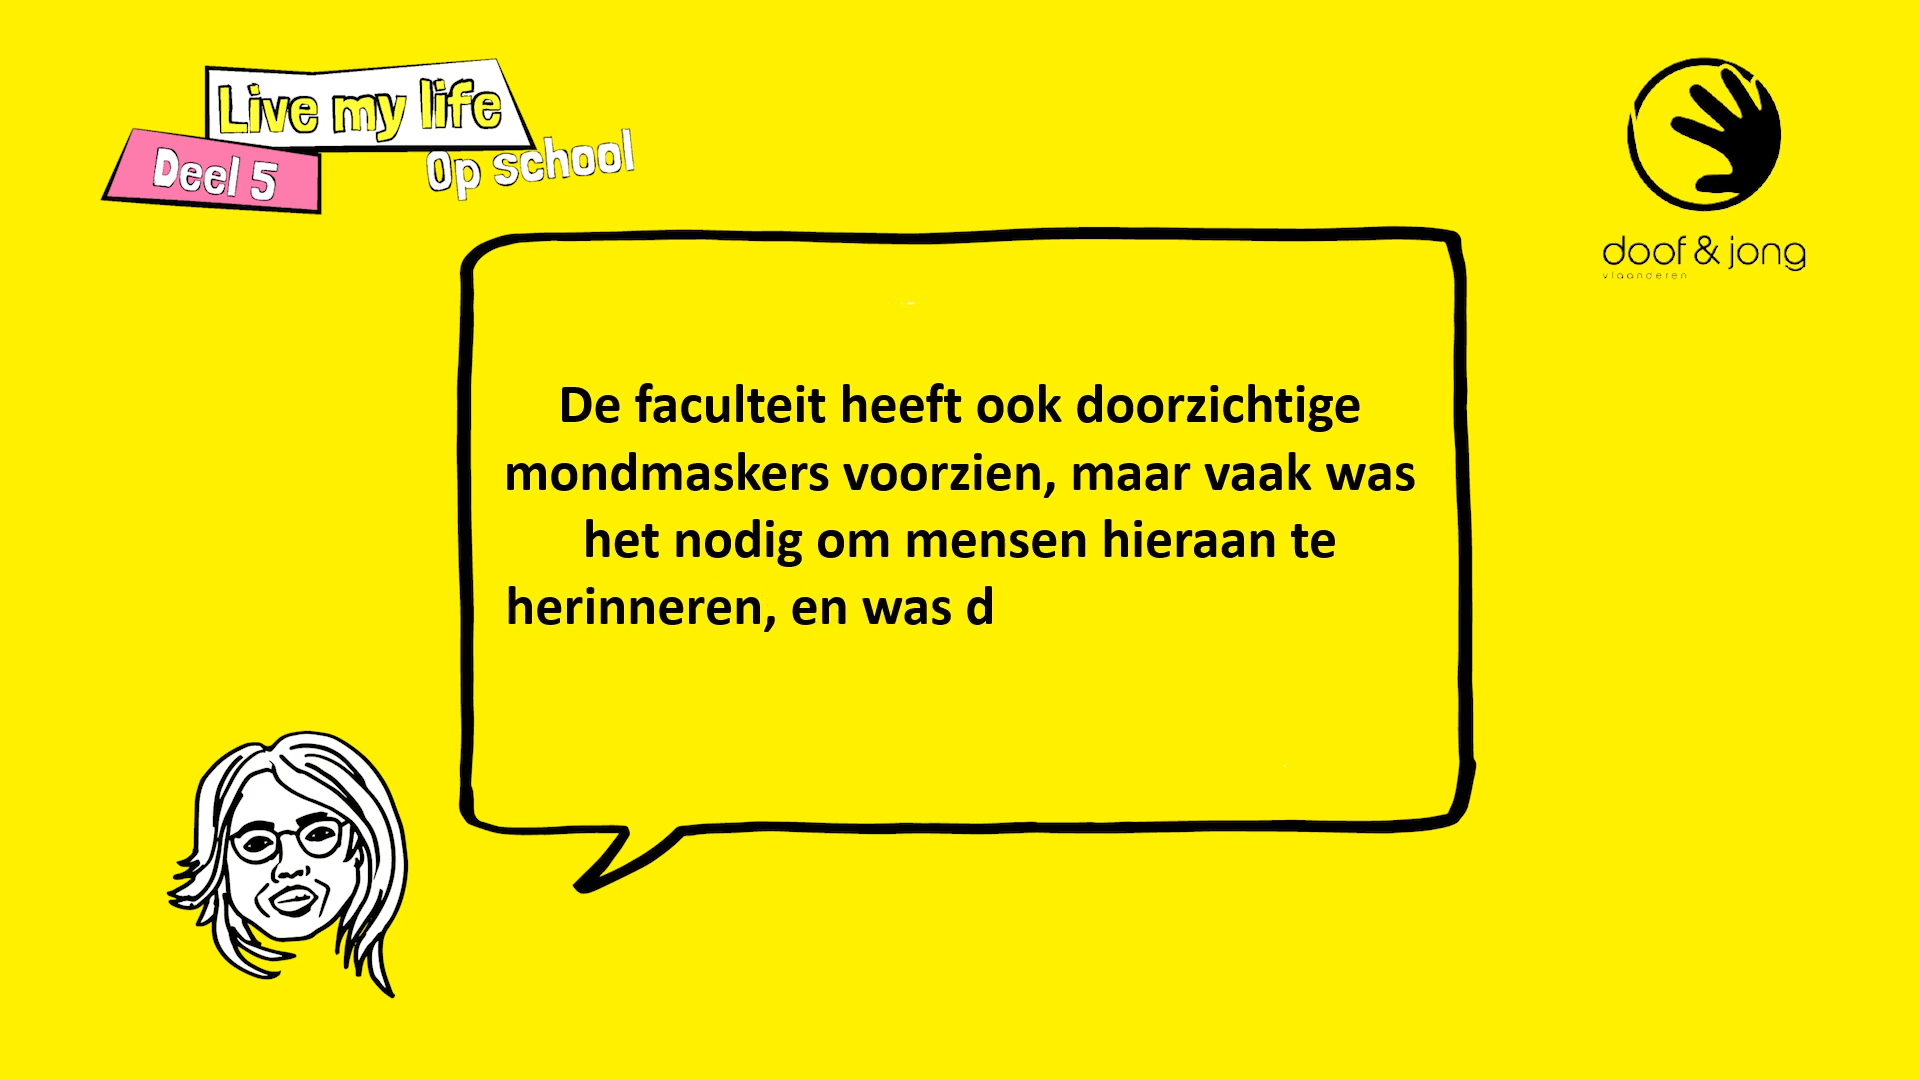 Live my life
Deel 5
Op school
doof & jong
vlaanderen
De faculteit heeft ook doorzichtige
mondmaskers voorzien, maar vaak was
het nodig om mensen hieraan te
herinneren, en was d